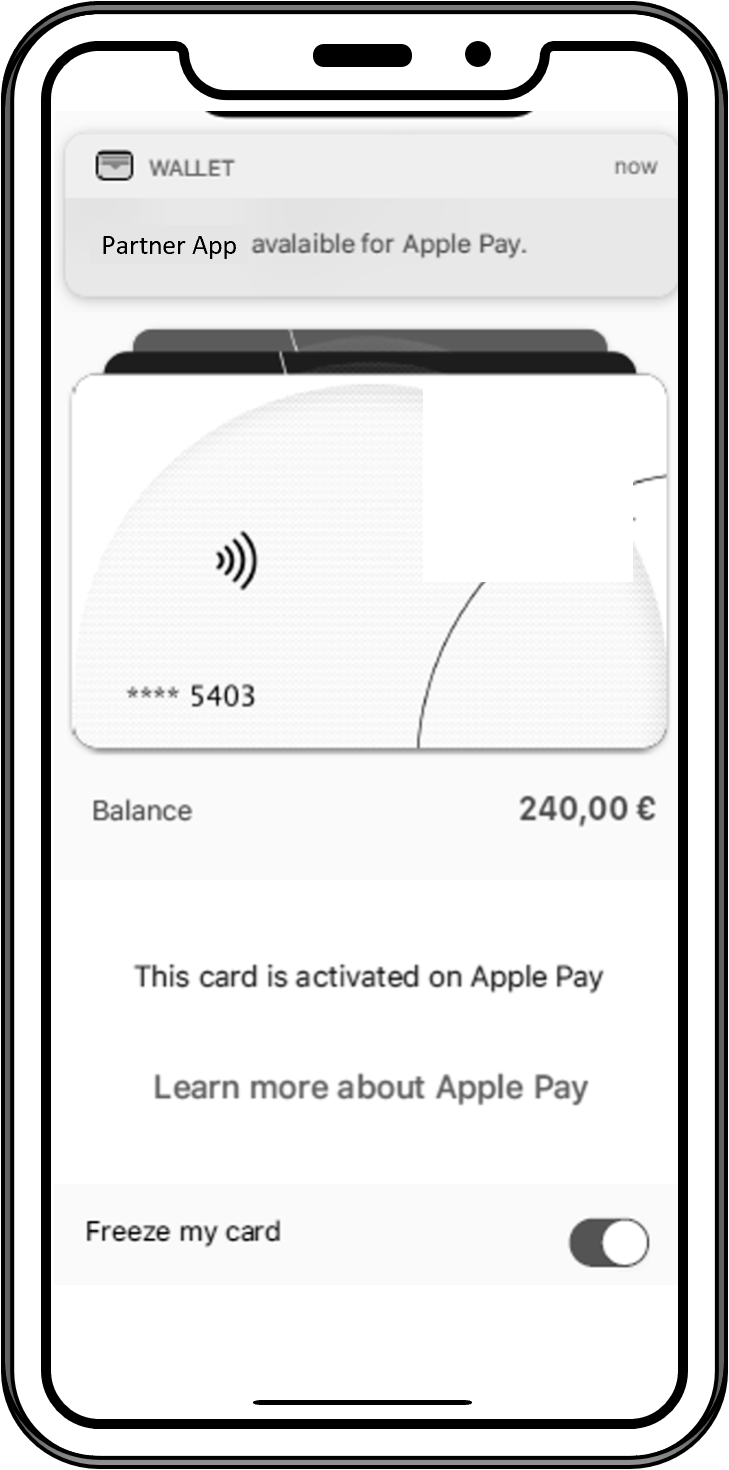 WALLET now
Partner App avalaible for Apple Pay.
**** 5403
Balance 240,00 €
This card is activated on Apple Pay
Learn more about Apple Pay
Freeze my card